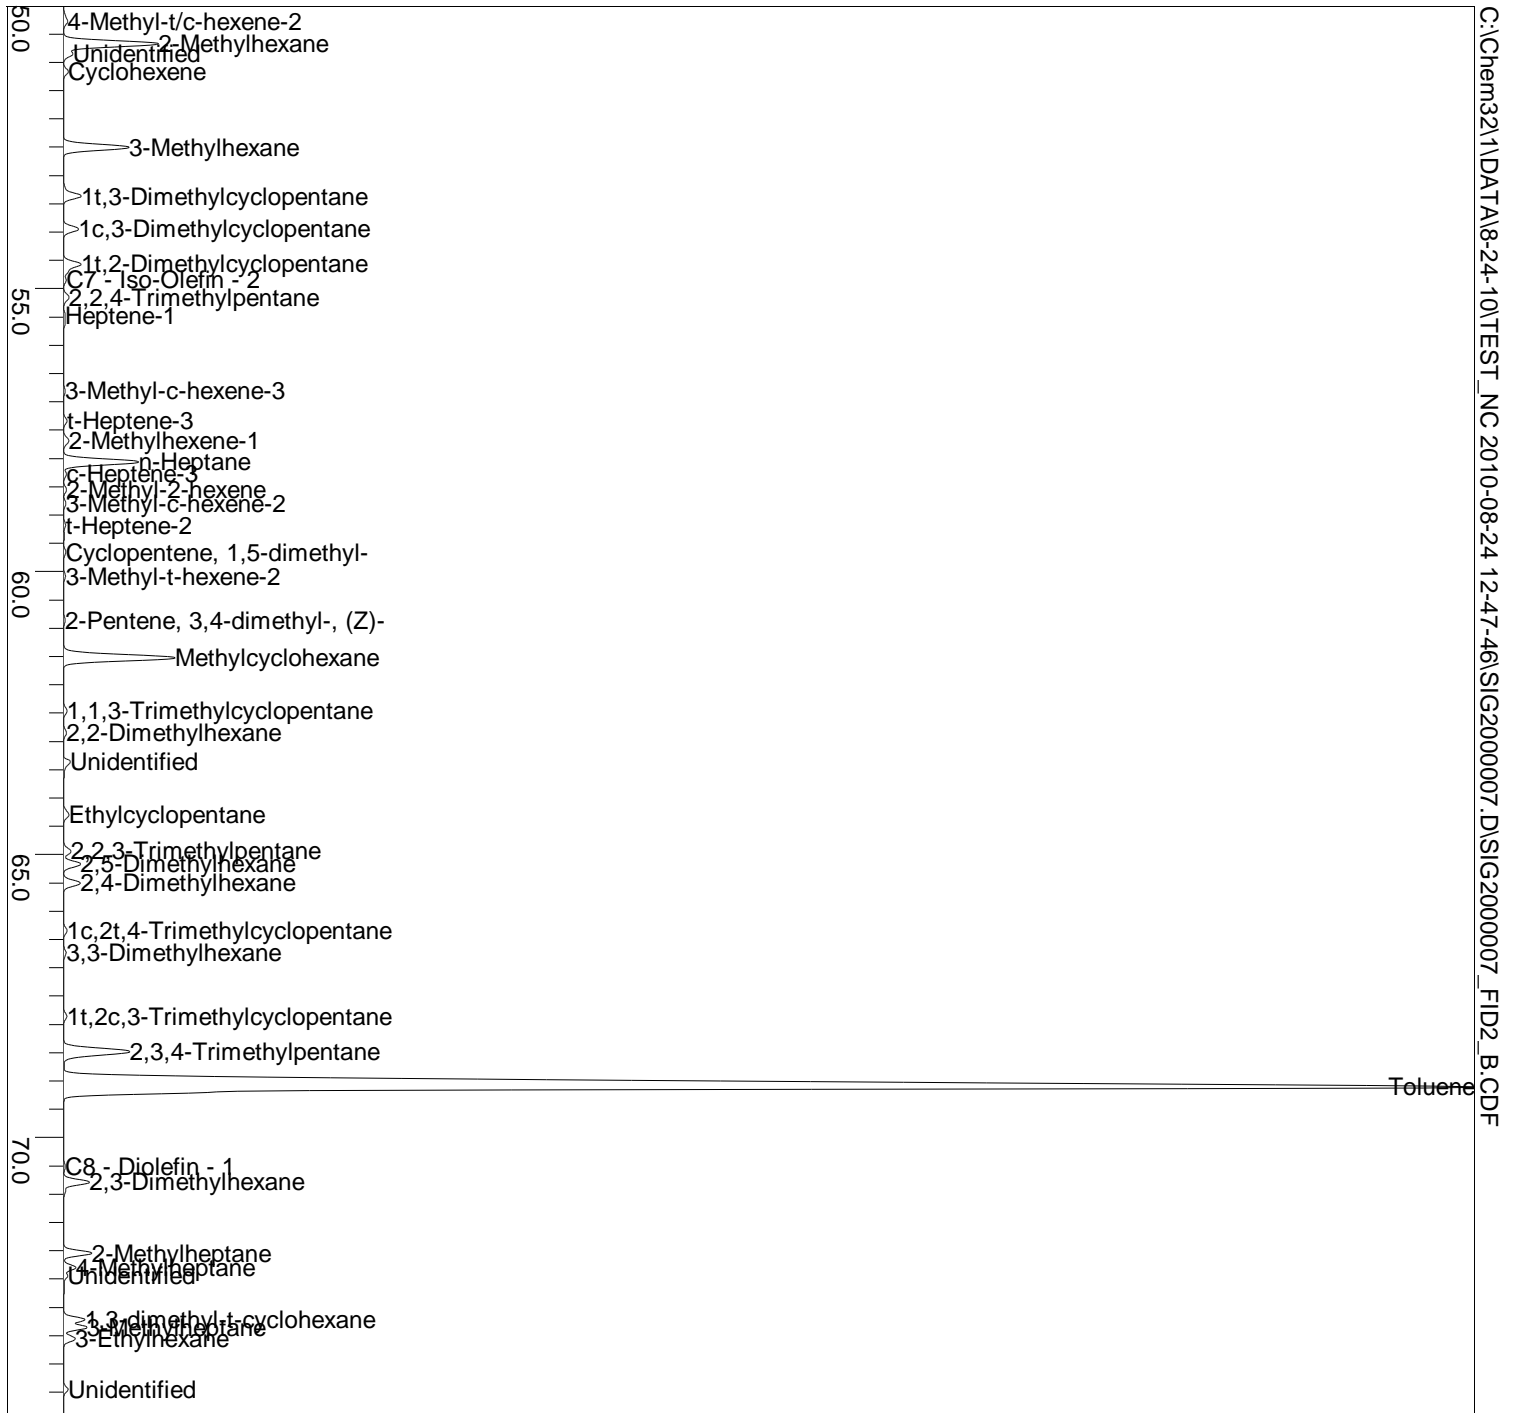 C:\Chem32\1\DATA\8-24-10\TEST_NC 2010-08-24 12-47-46\SIG2000007.D\SIG2000007_FID2_B.CDF
50.0
4-Methyl-t/c-hexene-2
2-Methylhexane
Unidentified
Cyclohexene
3-Methylhexane
1t,3-Dimethylcyclopentane
1c,3-Dimethylcyclopentane
1t,2-Dimethylcyclopentane
C7 - Iso-Olefin - 2
55.0
2,2,4-Trimethylpentane
Heptene-1
3-Methyl-c-hexene-3
t-Heptene-3
2-Methylhexene-1
n-Heptane
c-Heptene-3
2-Methyl-2-hexene
3-Methyl-c-hexene-2
t-Heptene-2
Cyclopentene, 1,5-dimethyl-
60.0
3-Methyl-t-hexene-2
2-Pentene, 3,4-dimethyl-, (Z)-
Methylcyclohexane
1,1,3-Trimethylcyclopentane
2,2-Dimethylhexane
Unidentified
Ethylcyclopentane
2,2,3-Trimethylpentane
65.0
2,5-Dimethylhexane
2,4-Dimethylhexane
1c,2t,4-Trimethylcyclopentane
3,3-Dimethylhexane
1t,2c,3-Trimethylcyclopentane
2,3,4-Trimethylpentane
Toluene
70.0
C8 - Diolefin - 1
2,3-Dimethylhexane
2-Methylheptane
4-Methylheptane
Unidentified
1,3-dimethyl-t-cyclohexane
3-Methylheptane
3-Ethylhexane
Unidentified